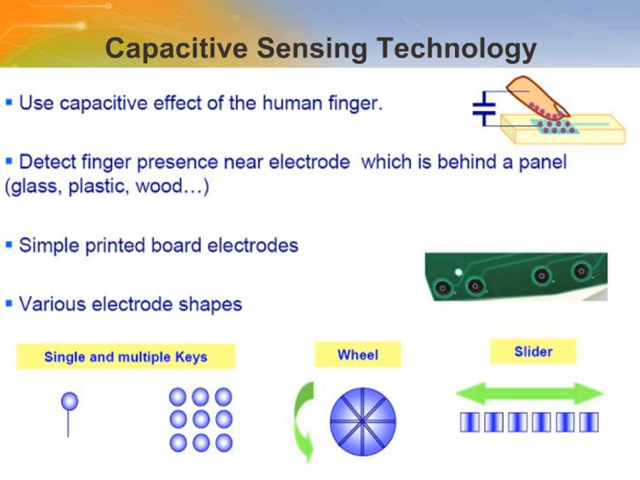 Capacitive Sensing Technology
▪ Use capacitive effect of the human finger.
▪ Detect finger presence near electrode which is behind a panel
(glass, plastic, wood…)
▪ Simple printed board electrodes
▪ Various electrode shapes
Single and multiple Keys
Wheel
Slider